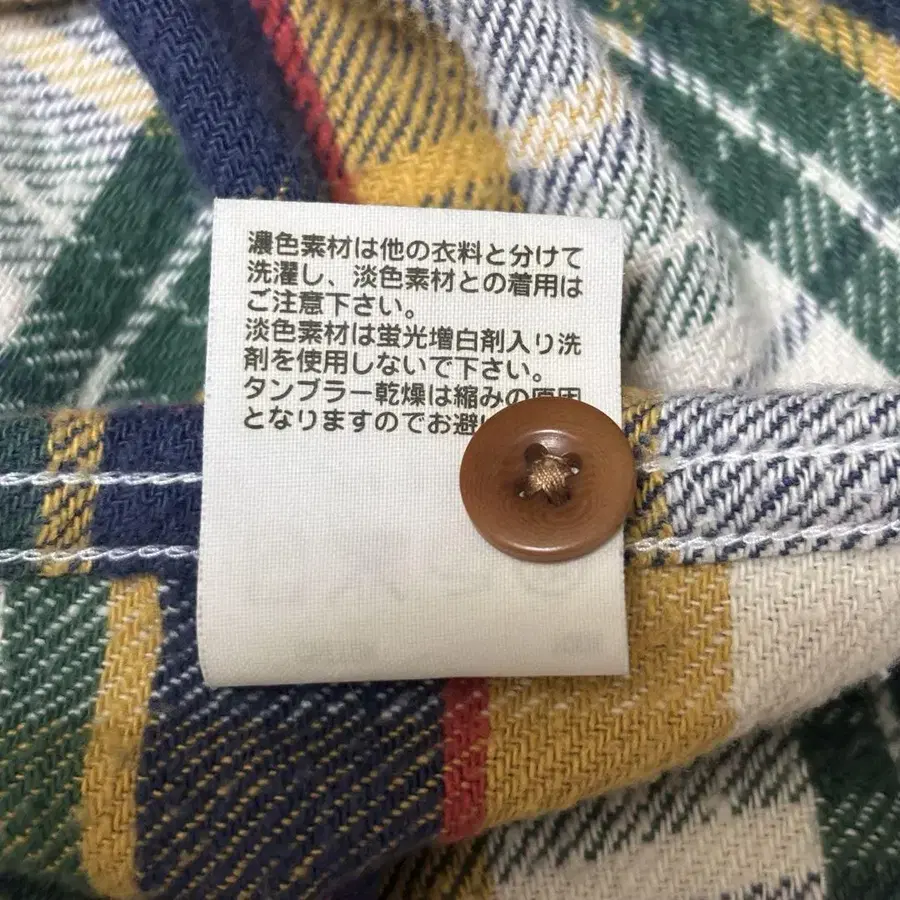 濃色素材は他の衣料と分けて
洗濯し、淡色素材との着用は
ご注意下さい。
淡色素材は蛍光増白剤入り洗
剤を使用しないで下さい。
タンブラー乾燥は縮みの原因
となりますのでお避